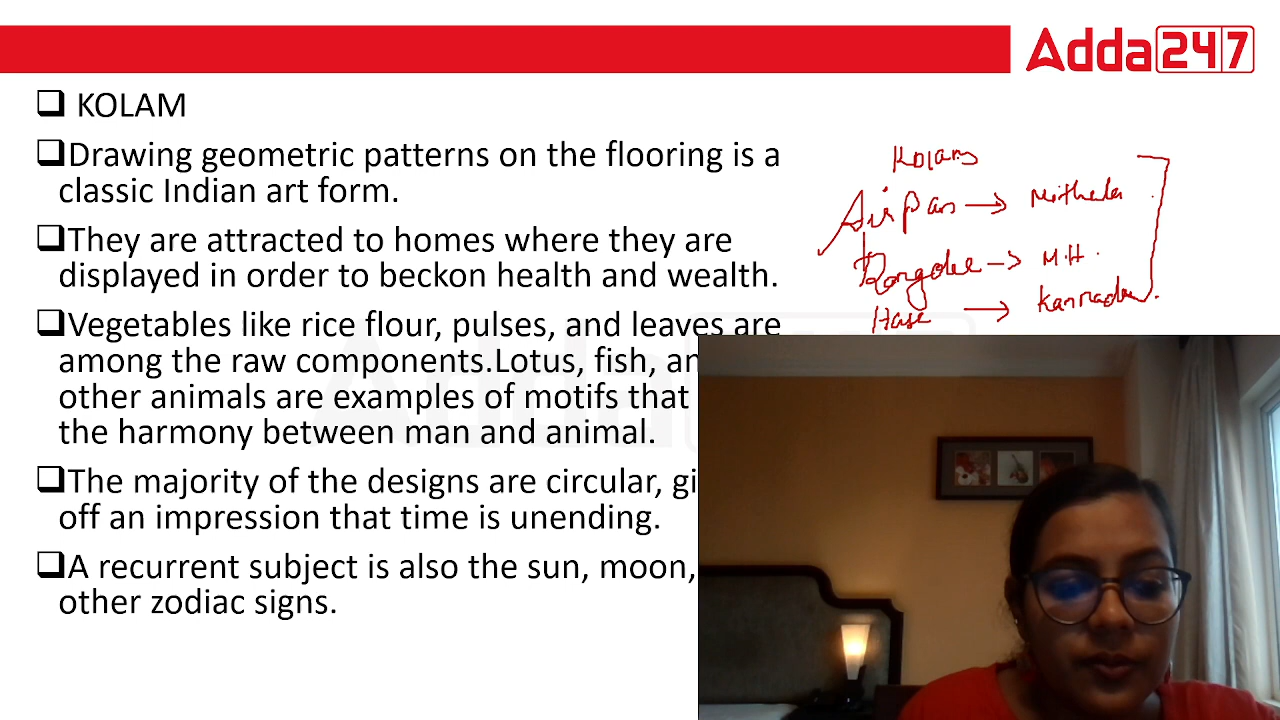 Adda247
❑ KOLAM
❑Drawing geometric patterns on the flooring is a
classic Indian art form.
❑They are attracted to homes where they are
displayed in order to beckon health and wealth.
❑Vegetables like rice flour, pulses, and leaves are
among the raw components.Lotus, fish, an
other animals are examples of motifs that
the harmony between man and animal.
❑The majority of the designs are circular, gi
off an impression that time is unending.
❑A recurrent subject is also the sun, moon,
other zodiac signs.
Kolam
→ Mithila
→ M.H.
Hase → Kannada